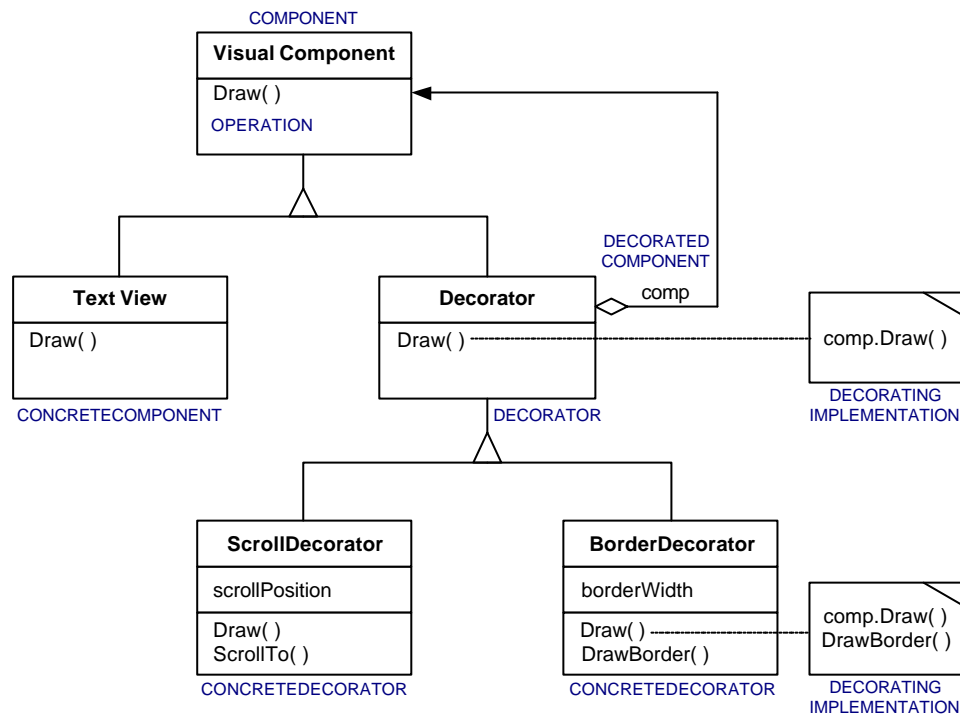 COMPONENT
Visual Component
Draw( )
OPERATION
DECORATED
COMPONENT
comp
Text View
Draw( )
CONCRETECOMPONENT
Decorator
Draw( )
DECORATOR
comp.Draw( )
DECORATING
IMPLEMENTATION
ScrollDecorator
scrollPosition
Draw( )
ScrollTo( )
CONCRETEDECORATOR
BorderDecorator
borderWidth
Draw( )
DrawBorder( )
CONCRETEDECORATOR
comp.Draw( )
DrawBorder( )
DECORATING
IMPLEMENTATION